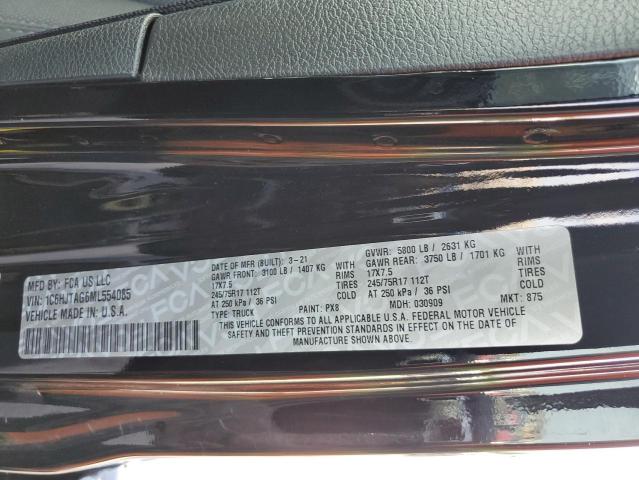 MFD BY: FCA US LLC
VIN: 1C6HJTAG6ML554085
VEHICLE MADE IN: U.S.A.
DATE OF MFR (BUILT): 3-21
GAWR FRONT: 3100 LB / 1407 KG WITH
17X7.5 RIMS
245/75R17 112T TIRES
AT 250 kPa / 36 PSI COLD
TYPE: TRUCK PAINT: PX8
GVWR: 5800 LB / 2631 KG
GAWR REAR: 3750 LB / 1701 KG WITH
17X7.5 RIMS
245/75R17 112T TIRES
AT 250 kPa / 36 PSI COLD
MDH: 030909 MKT: 875
THIS VEHICLE CONFORMS TO ALL APPLICABLE U.S.A. FEDERAL MOTOR VEHICLE
SAFETY AND THEFT PREVENTION STANDARDS IN EFFECT ON THE DATE OF
MANUFACTURE SHOWN ABOVE.